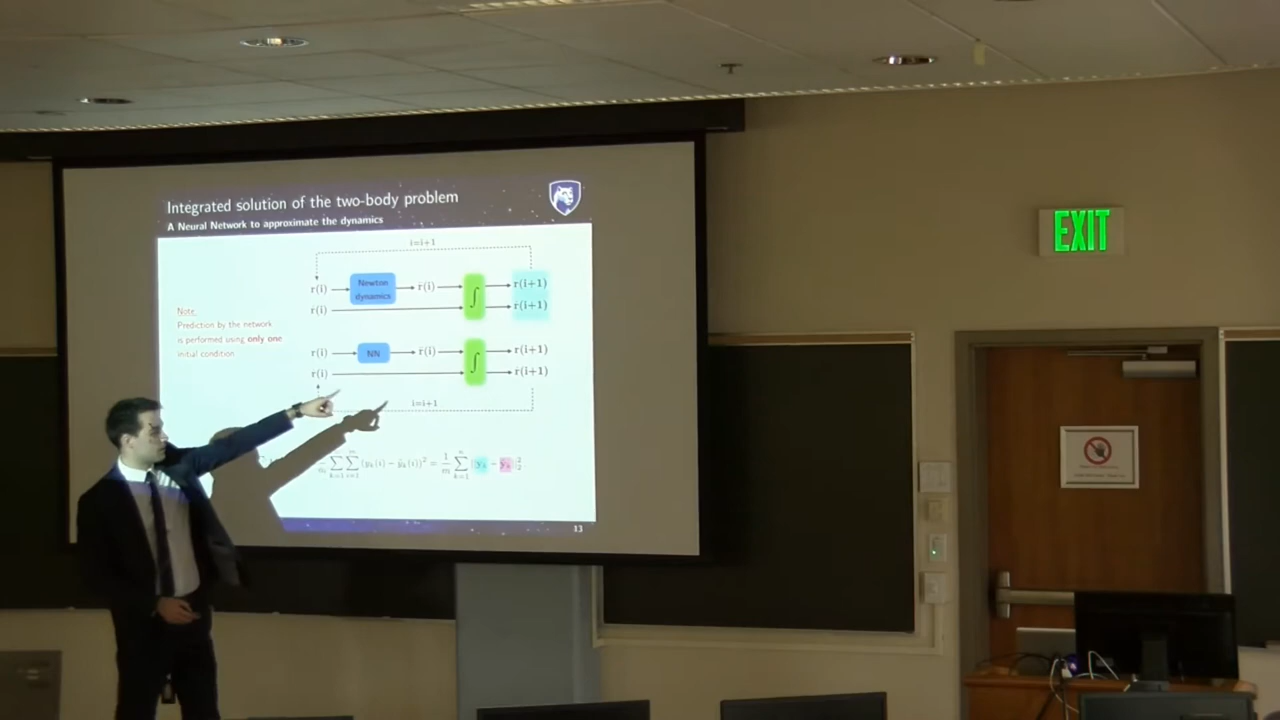 Integrated solution of the two-body problem
A Neural Network to approximate the dynamics
i=i+1
r(i)
Newton
dynamics
r̈(i)
∫
r(i+1)
ṙ(i)
ṙ(i+1)
Note:
Prediction by the network
is performed using only one
initial condition
r(i)
NN
r̈(i)
∫
r(i+1)
ṙ(i)
ṙ(i+1)
i=i+1
13
EXIT